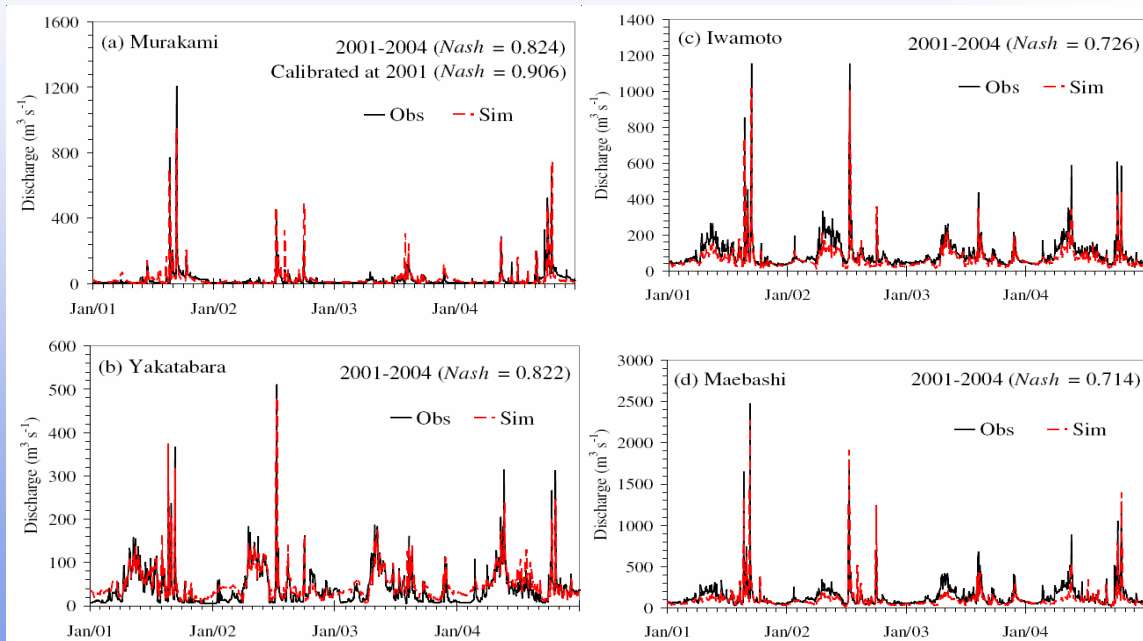 (a) Murakami
2001-2004 (Nash = 0.824)
Calibrated at 2001 (Nash = 0.906)
Obs Sim
Discharge (m³ s⁻¹)
1600
1200
800
400
0
Jan/01 Jan/02 Jan/03 Jan/04
(c) Iwamoto
2001-2004 (Nash = 0.726)
Obs Sim
Discharge (m³ s⁻¹)
1400
1200
1000
800
600
400
200
0
Jan/01 Jan/02 Jan/03 Jan/04
(b) Yakatabara
2001-2004 (Nash = 0.822)
Obs Sim
Discharge (m³ s⁻¹)
600
500
400
300
200
100
0
Jan/01 Jan/02 Jan/03 Jan/04
(d) Maebashi
2001-2004 (Nash = 0.714)
Obs Sim
Discharge (m³ s⁻¹)
3000
2500
2000
1500
1000
500
0
Jan/01 Jan/02 Jan/03 Jan/04